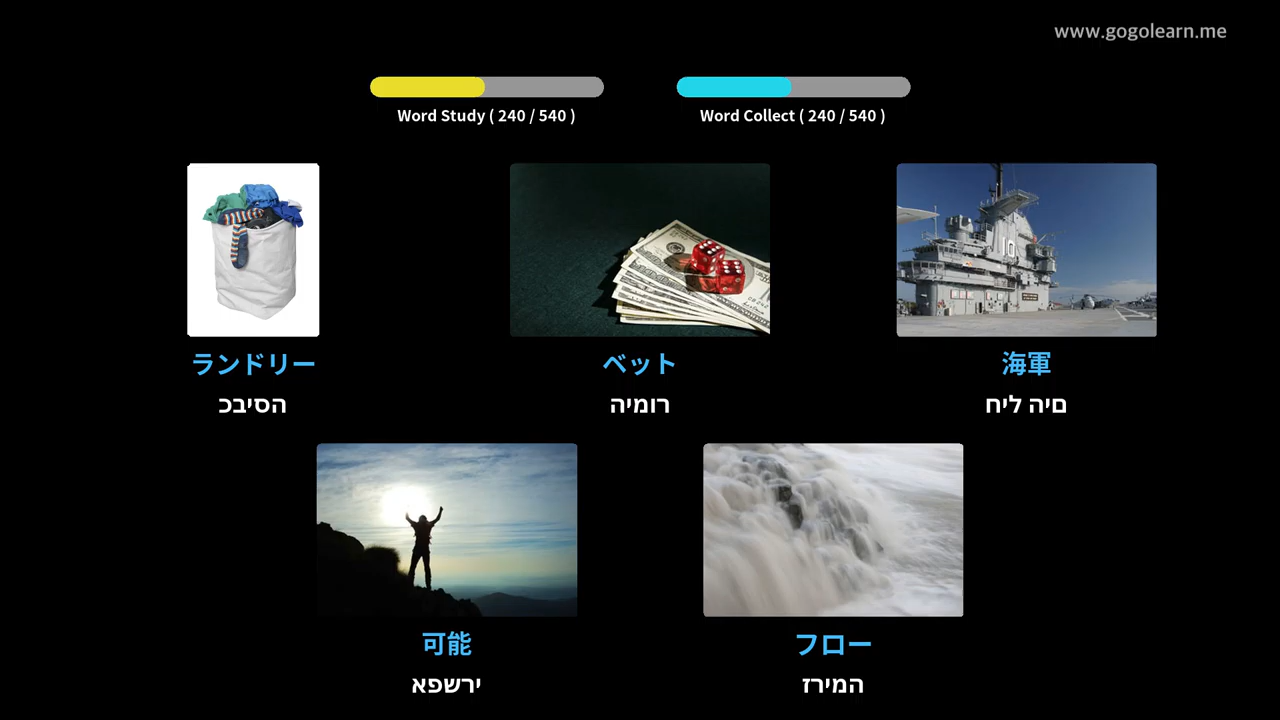 www.gogolearn.me
Word Study ( 240 / 540 )
Word Collect ( 240 / 540 )
ランドリー
הסיבכ
ベット
רומיה
海軍
םיה ליח
可能
ירשפא
フロー
המירז